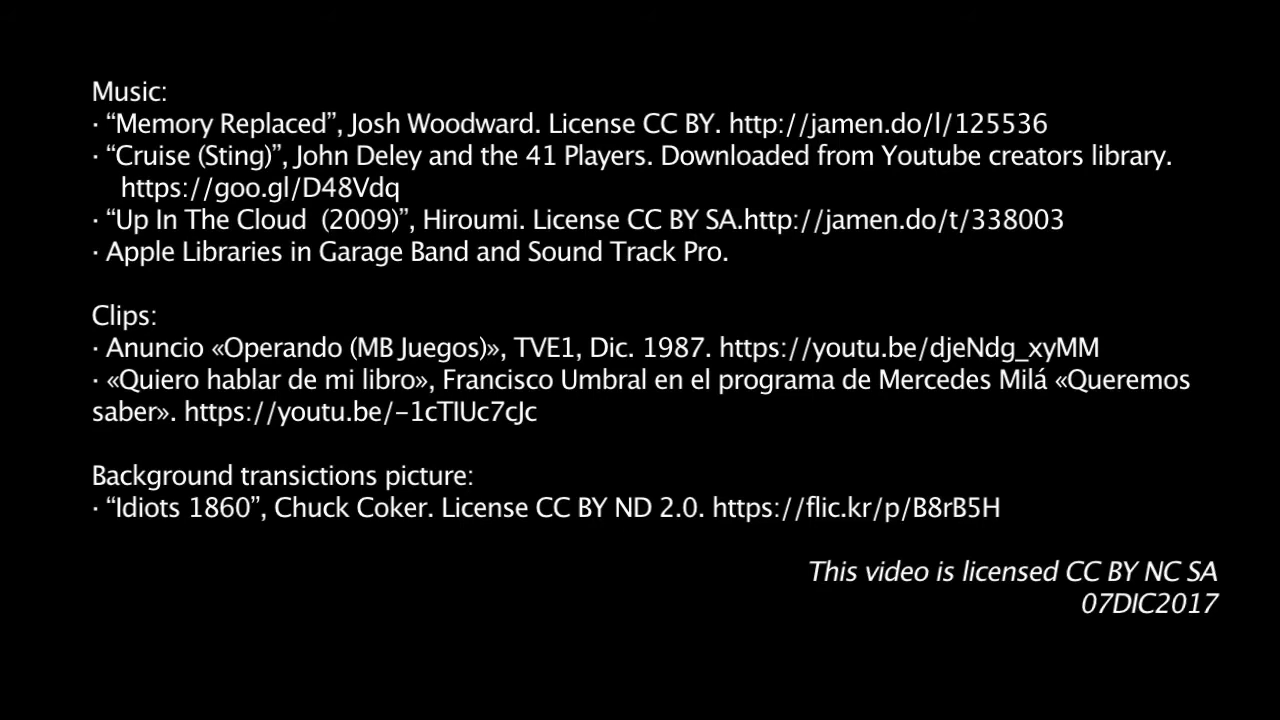 Music:
· “Memory Replaced”, Josh Woodward. License CC BY. http://jamen.do/l/125536
· “Cruise (Sting)”, John Deley and the 41 Players. Downloaded from Youtube creators library.
https://goo.gl/D48Vdq
· “Up In The Cloud  (2009)”, Hiroumi. License CC BY SA.http://jamen.do/t/338003
· Apple Libraries in Garage Band and Sound Track Pro.
Clips:
· Anuncio «Operando (MB Juegos)», TVE1, Dic. 1987. https://youtu.be/djeNdg_xyMM
· «Quiero hablar de mi libro», Francisco Umbral en el programa de Mercedes Milá «Queremos
saber». https://youtu.be/-1cTIUc7cJc
Background transictions picture:
· “Idiots 1860”, Chuck Coker. License CC BY ND 2.0. https://flic.kr/p/B8rB5H
This video is licensed CC BY NC SA
07DIC2017